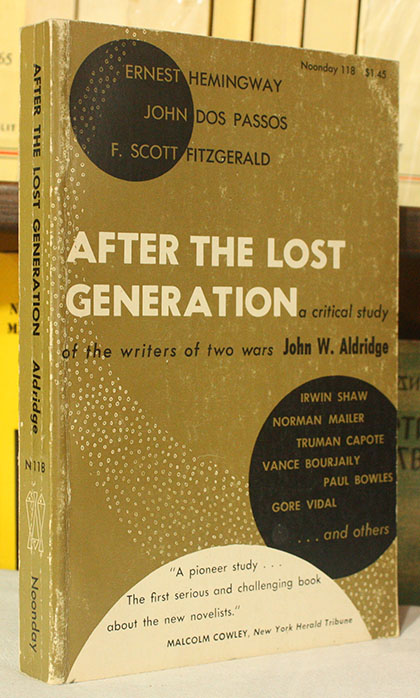 Noonday 118 $1.45
ERNEST HEMINGWAY
JOHN DOS PASSOS
F. SCOTT FITZGERALD
AFTER THE LOST
GENERATION a critical study
of the writers of two wars John W. Aldridge
IRWIN SHAW
NORMAN MAILER
TRUMAN CAPOTE
VANCE BOURJAILY
PAUL BOWLES
GORE VIDAL
. . . and others
"A pioneer study . . .
The first serious and challenging book
about the new novelists."
MALCOLM COWLEY, New York Herald Tribune
AFTER THE LOST GENERATION Aldridge N118 Noonday